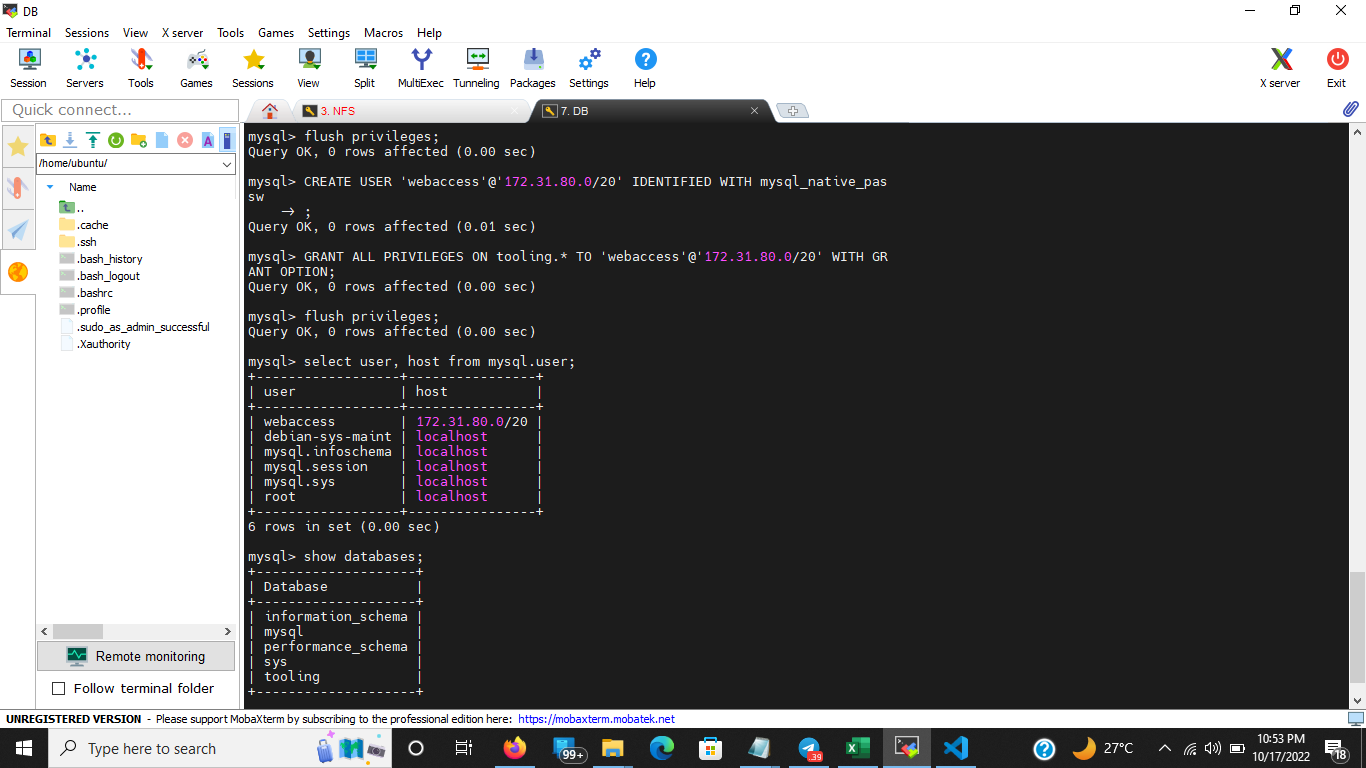 DB
Terminal Sessions View X server Tools Games Settings Macros Help
Session Servers Tools Games Sessions View Split MultiExec Tunneling Packages Settings Help X server Exit
Quick connect...
3. NFS
7. DB
/home/ubuntu/
Name
..
.cache
.ssh
.bash_history
.bash_logout
.bashrc
.profile
.sudo_as_admin_successful
.Xauthority
Remote monitoring
Follow terminal folder
mysql> flush privileges;
Query OK, 0 rows affected (0.00 sec)
mysql> CREATE USER 'webaccess'@'172.31.80.0/20' IDENTIFIED WITH mysql_native_pas
sw
-> ;
Query OK, 0 rows affected (0.01 sec)
mysql> GRANT ALL PRIVILEGES ON tooling.* TO 'webaccess'@'172.31.80.0/20' WITH GR
ANT OPTION;
Query OK, 0 rows affected (0.00 sec)
mysql> flush privileges;
Query OK, 0 rows affected (0.00 sec)
mysql> select user, host from mysql.user;
+------------------+----------------+
| user             | host           |
+------------------+----------------+
| webaccess        | 172.31.80.0/20 |
| debian-sys-maint | localhost      |
| mysql.infoschema | localhost      |
| mysql.session    | localhost      |
| mysql.sys        | localhost      |
| root             | localhost      |
+------------------+----------------+
6 rows in set (0.00 sec)
mysql> show databases;
+--------------------+
| Database           |
+--------------------+
| information_schema |
| mysql              |
| performance_schema |
| sys                |
| tooling            |
+--------------------+
UNREGISTERED VERSION - Please support MobaXterm by subscribing to the professional edition here: https://mobaxterm.mobatek.net
Type here to search
99+
.39
27°C
10:53 PM
10/17/2022
18